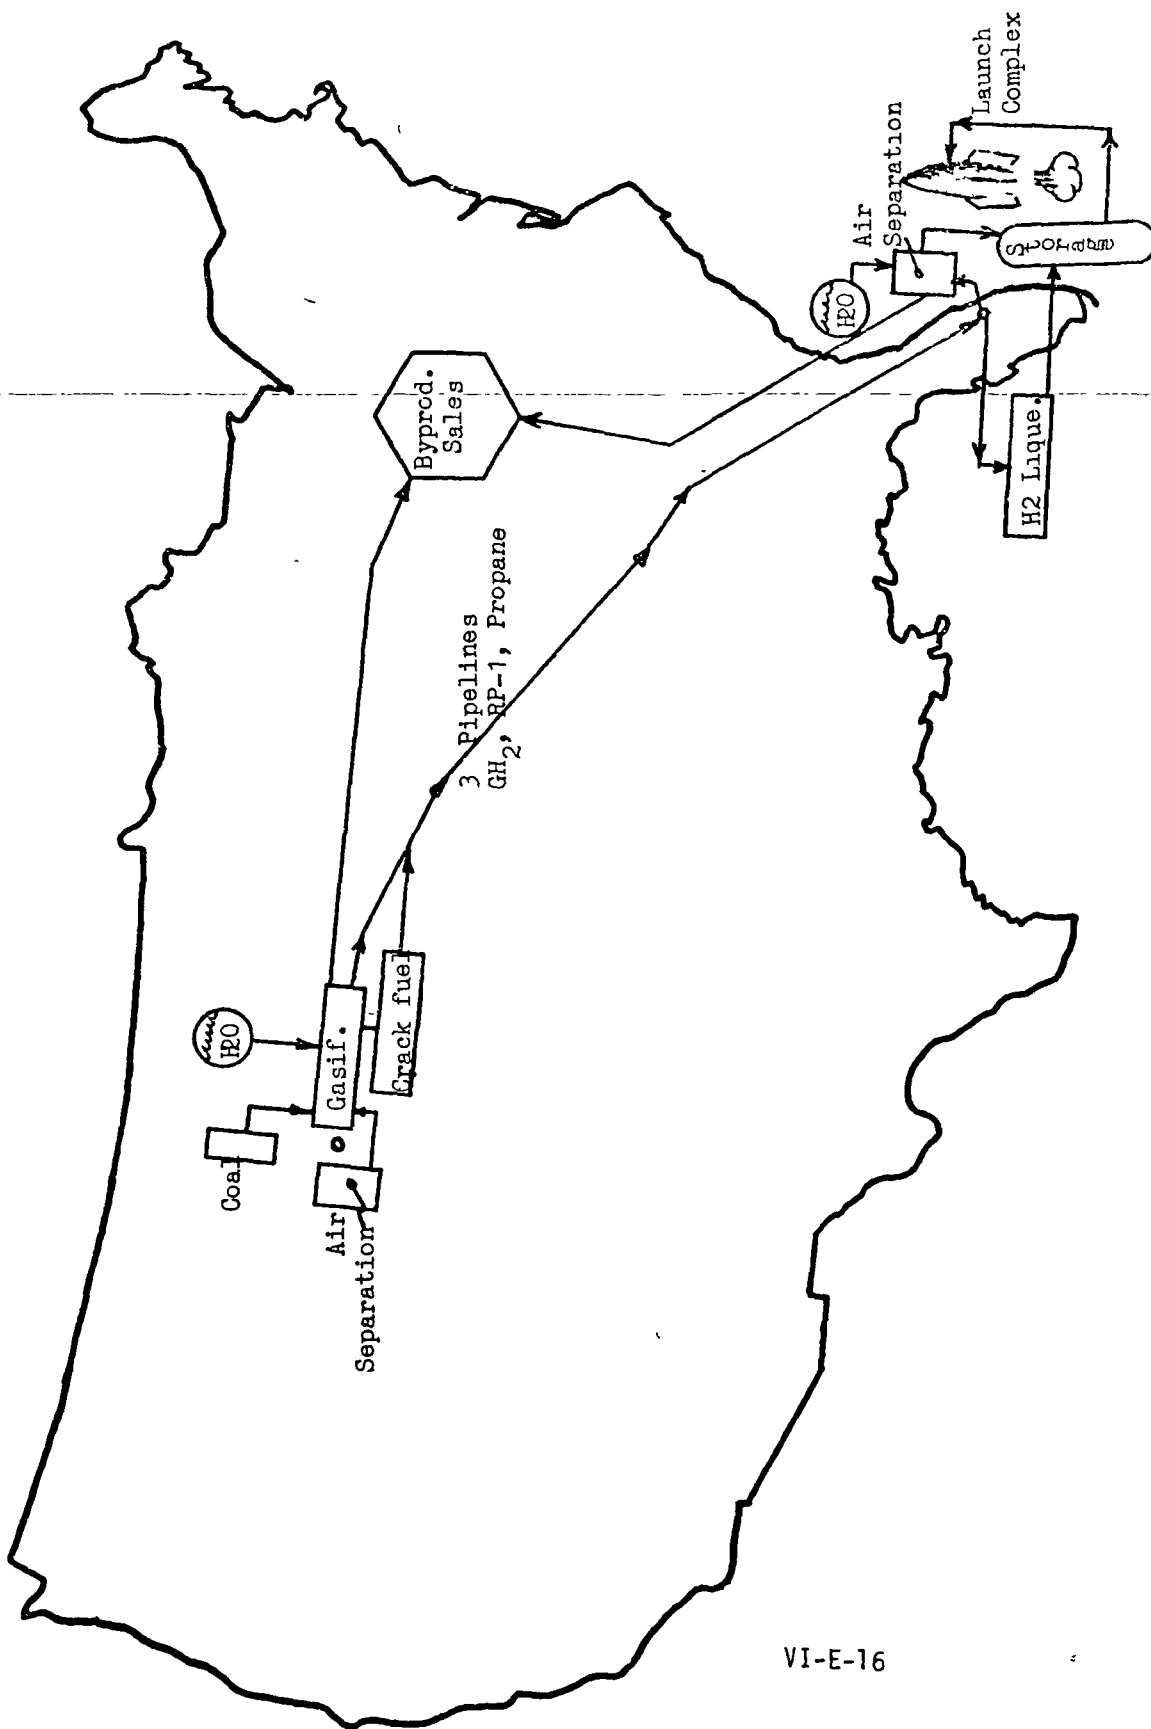 Coal
H2O
Air
Separation
Gasif.
Crack fuel
3 Pipelines
GH2, RP-1, Propane
Byprod.
Sales
H2O
Air
Separation
H2 Lique.
Storage
Launch
Complex
VI-E-16